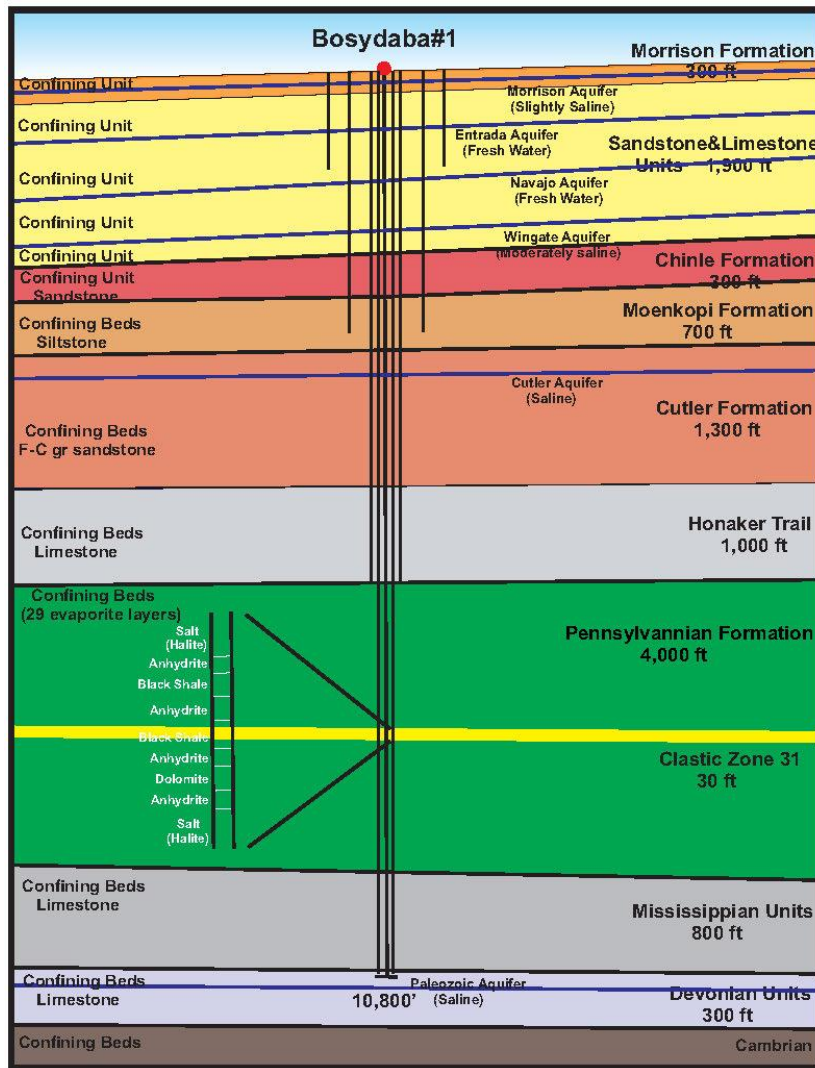 Bosydaba#1
Morrison Formation
300 ft
Confining Unit
Morrison Aquifer
(Slightly Saline)
Confining Unit
Entrada Aquifer
(Fresh Water)
Sandstone&Limestone
Units 1,900 ft
Confining Unit
Navajo Aquifer
(Fresh Water)
Confining Unit
Wingate Aquifer
(Moderately saline)
Confining Unit
Chinle Formation
300 ft
Confining Unit
Sandstone
Moenkopi Formation
700 ft
Confining Beds
Siltstone
Cutler Aquifer
(Saline)
Cutler Formation
1,300 ft
Confining Beds
F-C gr sandstone
Honaker Trail
1,000 ft
Confining Beds
Limestone
Confining Beds
(29 evaporite layers)
Pennsylvannian Formation
4,000 ft
Salt
(Halite)
Anhydrite
Black Shale
Anhydrite
Black Shale
Anhydrite
Dolomite
Anhydrite
Salt
(Halite)
Clastic Zone 31
30 ft
Confining Beds
Limestone
Mississippian Units
800 ft
Confining Beds
Limestone
10,800’
Paleozoic Aquifer
(Saline)
Devonian Units
300 ft
Confining Beds
Cambrian